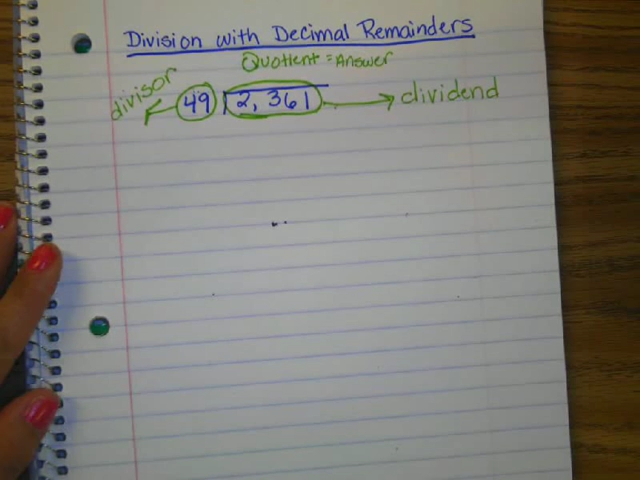 Division with Decimal Remainders
Quotient = Answer
divisor 49 2,361 dividend